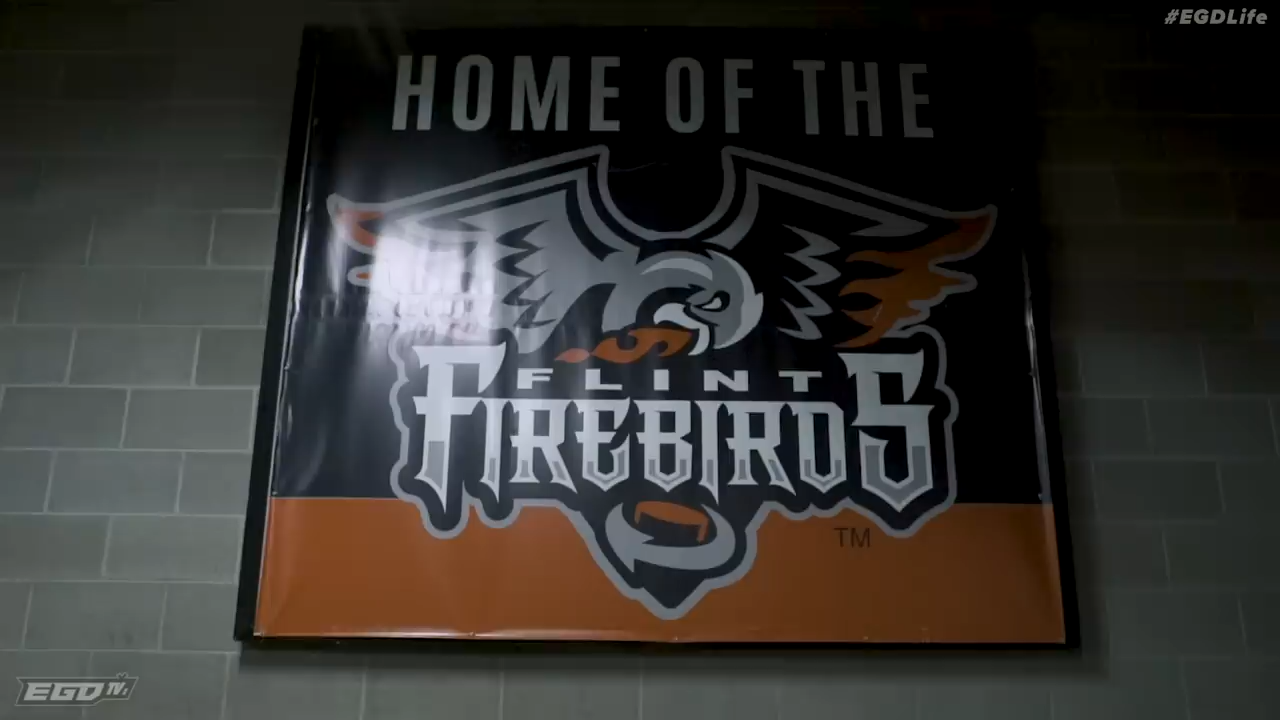 #EGDLife
HOME OF THE
FLINT
FIREBIRDS
TM
EGD TV.